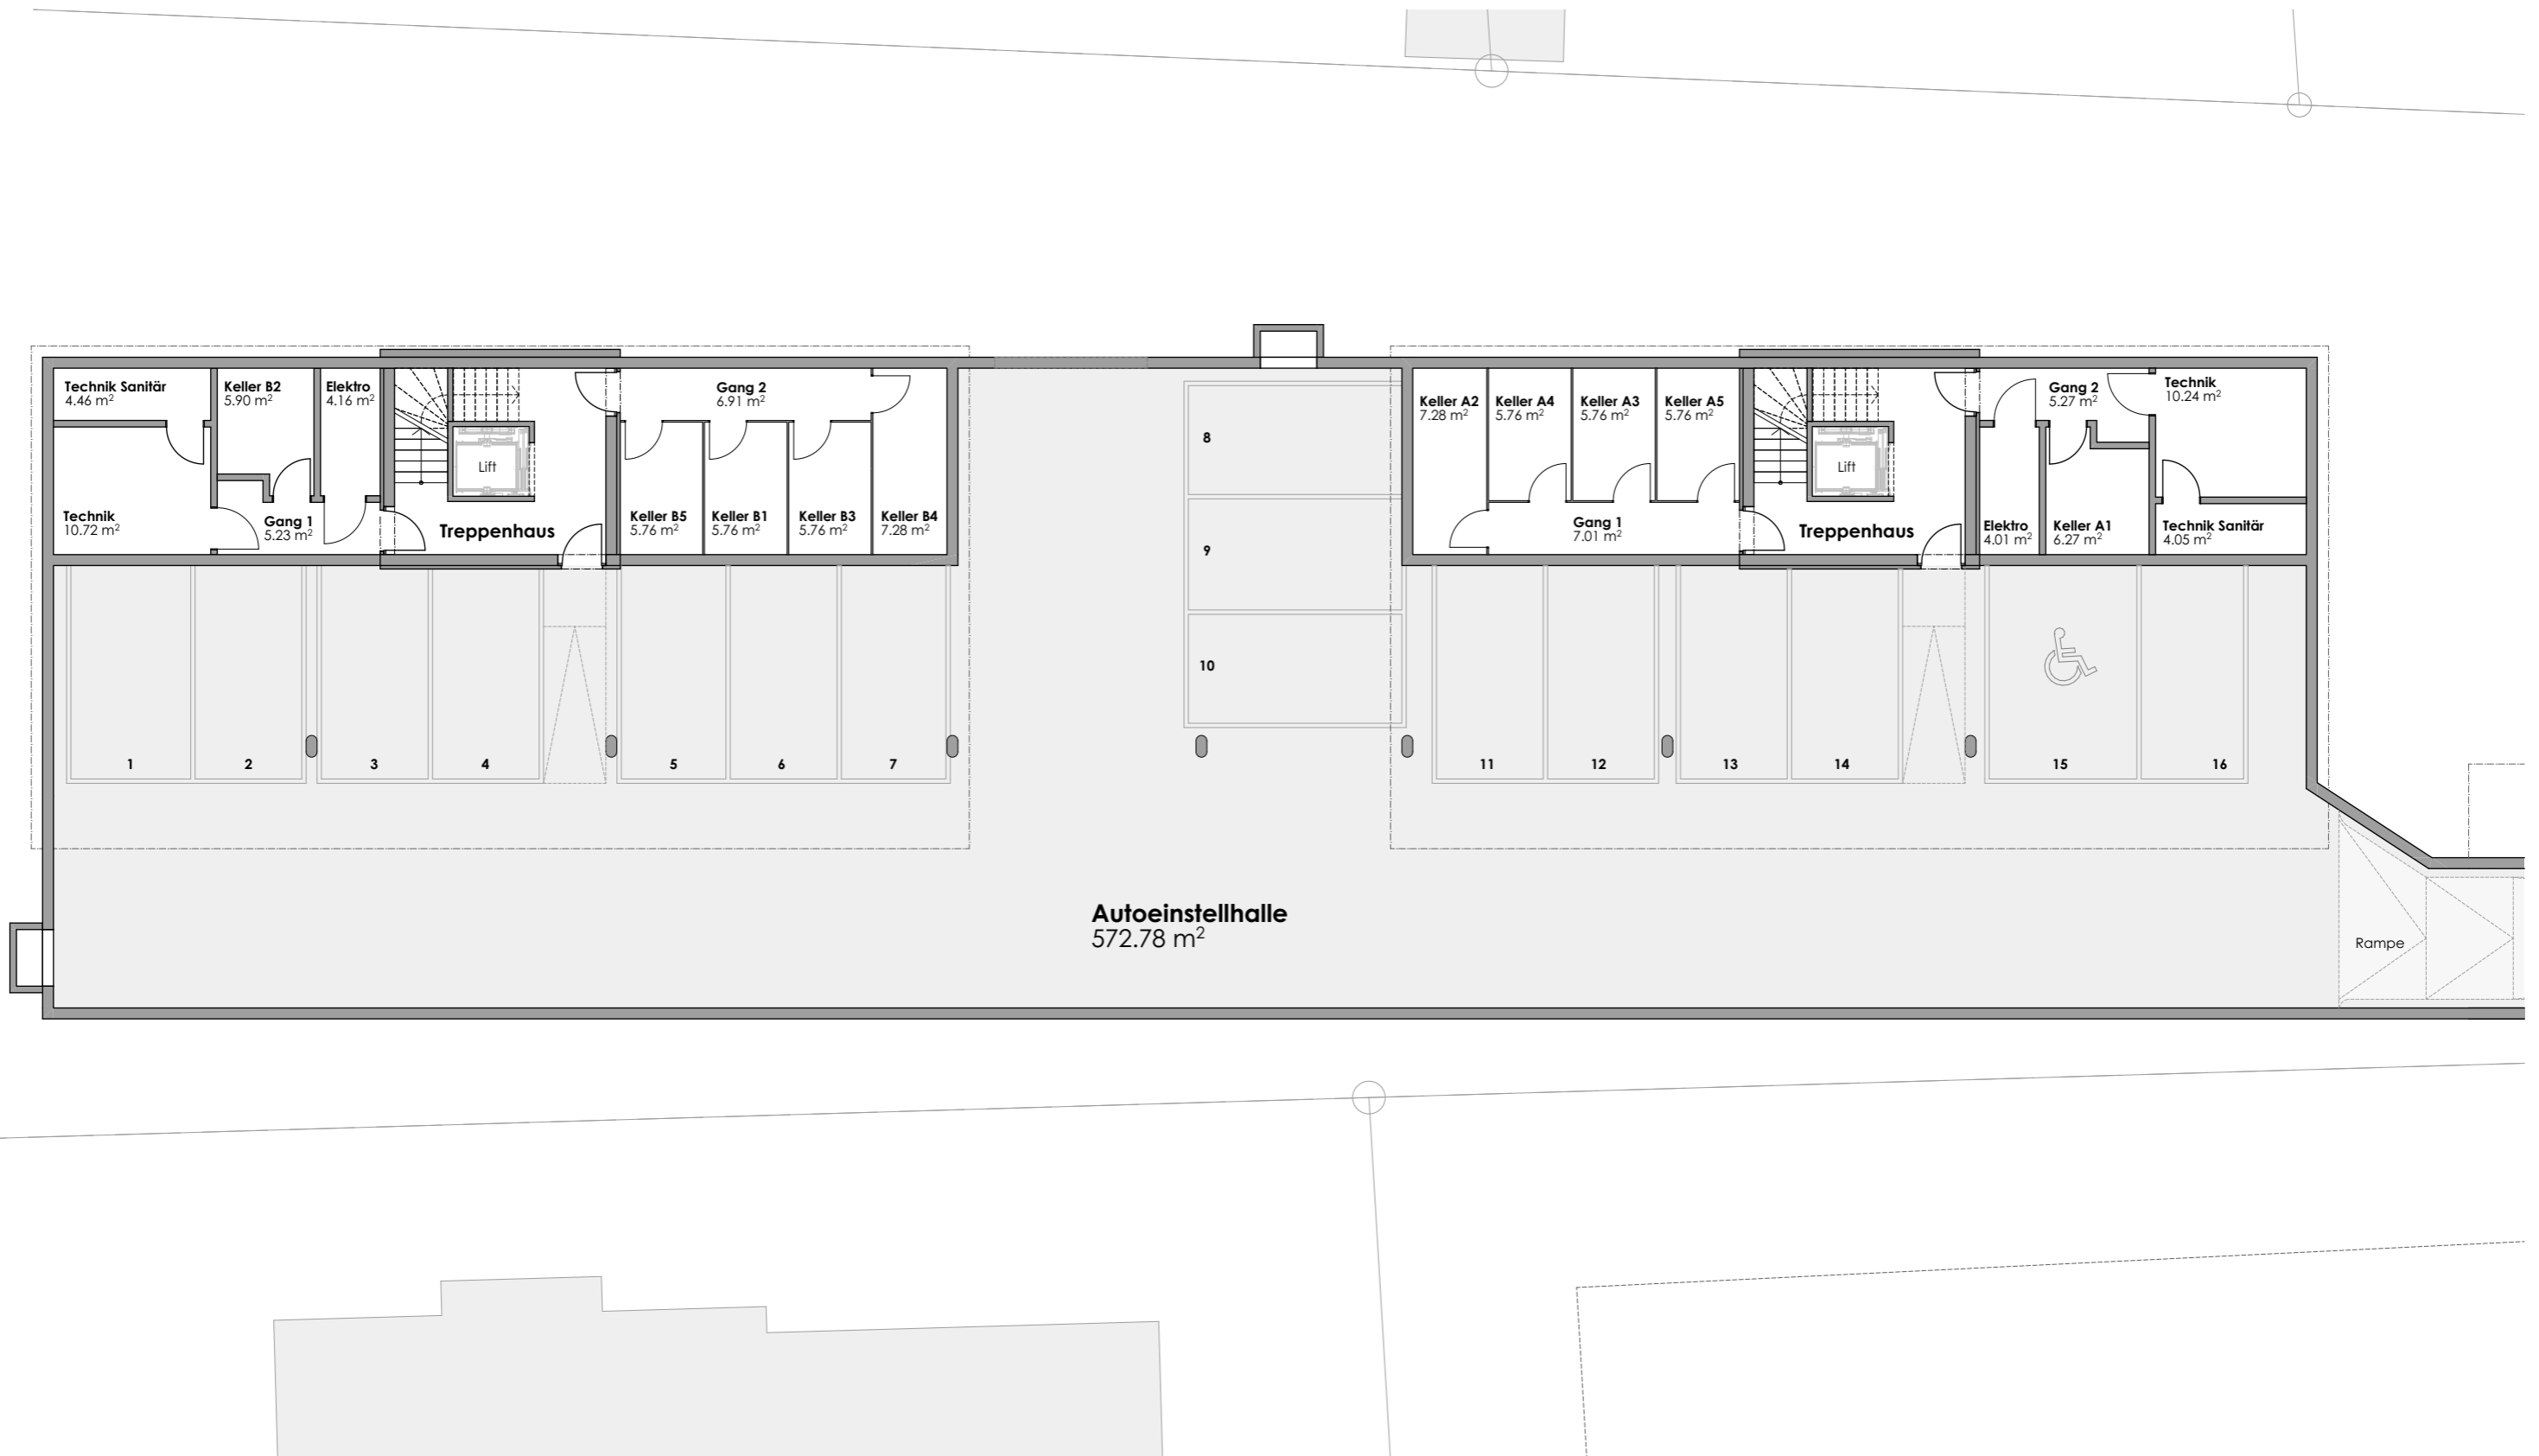 Technik Sanitär
4.46 m²
Keller B2
5.90 m²
Elektro
4.16 m²
Gang 2
6.91 m²
Lift
Technik
10.72 m²
Gang 1
5.23 m²
Treppenhaus
Keller B5
5.76 m²
Keller B1
5.76 m²
Keller B3
5.76 m²
Keller B4
7.28 m²
Keller A2
7.28 m²
Keller A4
5.76 m²
Keller A3
5.76 m²
Keller A5
5.76 m²
Gang 2
5.27 m²
Technik
10.24 m²
Lift
Gang 1
7.01 m²
Treppenhaus
Elektro
4.01 m²
Keller A1
6.27 m²
Technik Sanitär
4.05 m²
8
9
10
1
2
3
4
5
6
7
11
12
13
14
15
16
Autoeinstellhalle
572.78 m²
Rampe